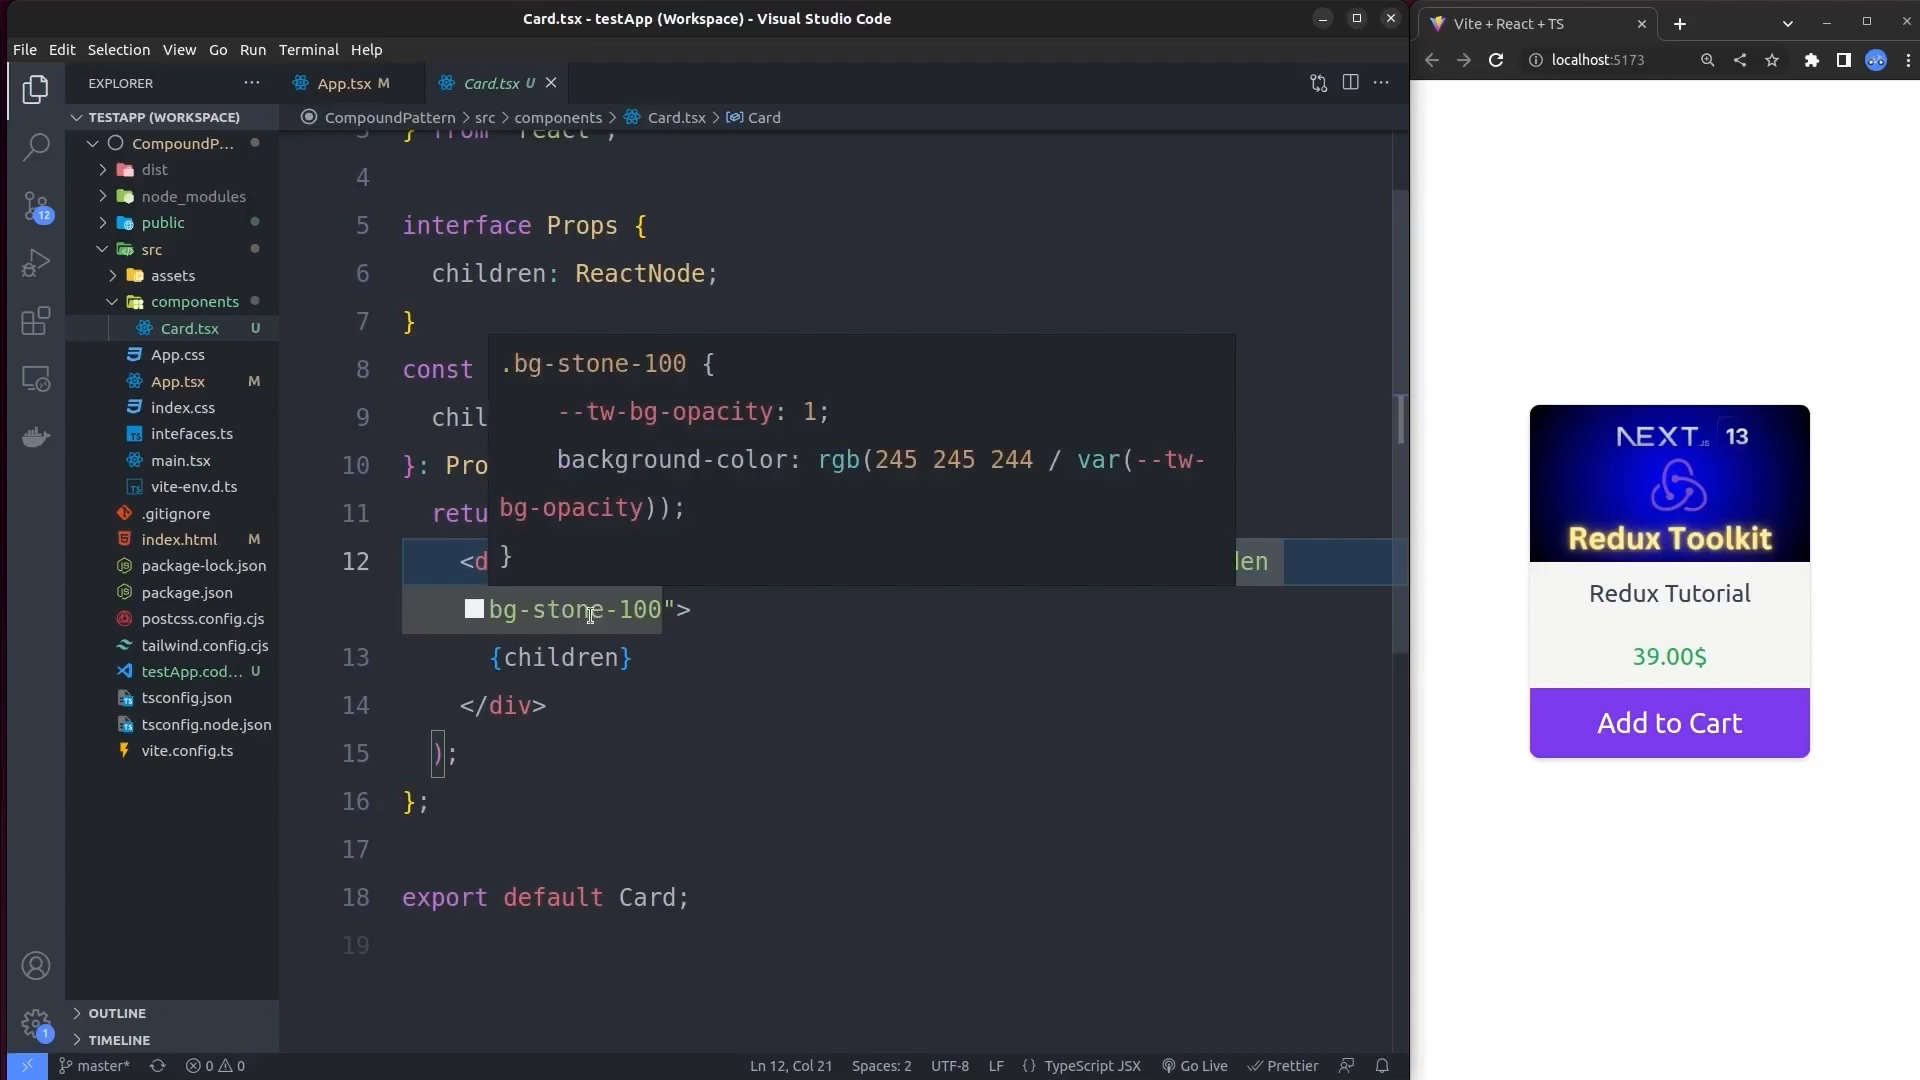 Card.tsx - testApp (Workspace) - Visual Studio Code
File Edit Selection View Go Run Terminal Help
EXPLORER
TESTAPP (WORKSPACE)
CompoundP...
dist
node_modules
public
src
assets
components
Card.tsx U
App.css
App.tsx M
index.css
intefaces.ts
main.tsx
vite-env.d.ts
.gitignore
index.html M
package-lock.json
package.json
postcss.config.cjs
tailwind.config.cjs
testApp.cod... U
tsconfig.json
tsconfig.node.json
vite.config.ts
OUTLINE
TIMELINE
12
1
App.tsx M
Card.tsx U
CompoundPattern > src > components > Card.tsx > Card
3 } from "react";
4
5 interface Props {
6 children: ReactNode;
7 }
8 const
9 chil
10 }: Pro
11 retu
.bg-stone-100 {
--tw-bg-opacity: 1;
background-color: rgb(245 245 244 / var(--tw-
bg-opacity));
}
12 <d
bg-stone-100">
13 {children}
14 </div>
15 );
16 };
17
18 export default Card;
19
master* 0 0 Ln 12, Col 21 Spaces: 2 UTF-8 LF {} TypeScript JSX Go Live Prettier
Vite + React + TS
localhost:5173
NEXT.JS 13
Redux Toolkit
Redux Tutorial
39.00$
Add to Cart